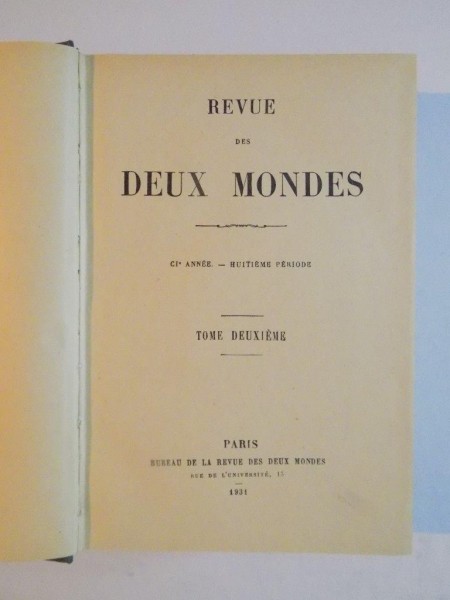 REVUE
DES
DEUX MONDES
CIᵉ ANNÉE. — HUITIÈME PÉRIODE
TOME DEUXIÈME
PARIS
BUREAU DE LA REVUE DES DEUX MONDES
RUE DE L'UNIVERSITÉ, 15
1931